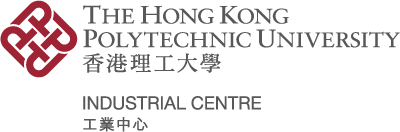 THE HONG KONG
POLYTECHNIC UNIVERSITY
香港理工大學
INDUSTRIAL CENTRE
工業中心